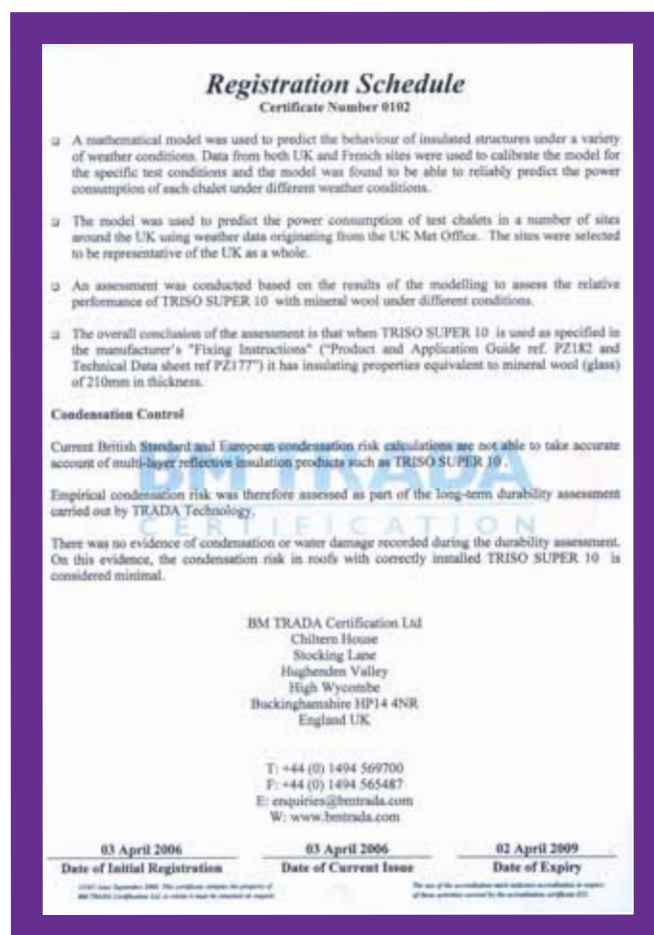 Registration Schedule
Certificate Number 0102
❑ A mathematical model was used to predict the behaviour of insulated structures under a variety
of weather conditions. Data from both UK and French sites were used to calibrate the model for
the specific test conditions and the model was found to be able to reliably predict the power
consumption of each chalet under different weather conditions.
❑ The model was used to predict the power consumption of test chalets in a number of sites
around the UK using weather data originating from the UK Met Office. The sites were selected
to be representative of the UK as a whole.
❑ An assessment was conducted based on the results of the modelling to assess the relative
performance of TRISO SUPER 10 with mineral wool under different conditions.
❑ The overall conclusion of the assessment is that when TRISO SUPER 10 is used as specified in
the manufacturer's "Fixing Instructions" ("Product and Application Guide ref. PZ182 and
Technical Data sheet ref PZ177") it has insulating properties equivalent to mineral wool (glass)
of 210mm in thickness.
Condensation Control
Current British Standard and European condensation risk calculations are not able to take accurate
account of multi-layer reflective insulation products such as TRISO SUPER 10 .
BM TRADA
Empirical condensation risk was therefore assessed as part of the long-term durability assessment
carried out by TRADA Technology.
CERTIFICATION
There was no evidence of condensation or water damage recorded during the durability assessment.
On this evidence, the condensation risk in roofs with correctly installed TRISO SUPER 10 is
considered minimal.
BM TRADA Certification Ltd
Chiltern House
Stocking Lane
Hughenden Valley
High Wycombe
Buckinghamshire HP14 4NR
England UK
T: +44 (0) 1494 569700
F: +44 (0) 1494 565487
E: enquiries@bmtrada.com
W: www.bmtrada.com
03 April 2006 03 April 2006 02 April 2009
Date of Initial Registration Date of Current Issue Date of Expiry